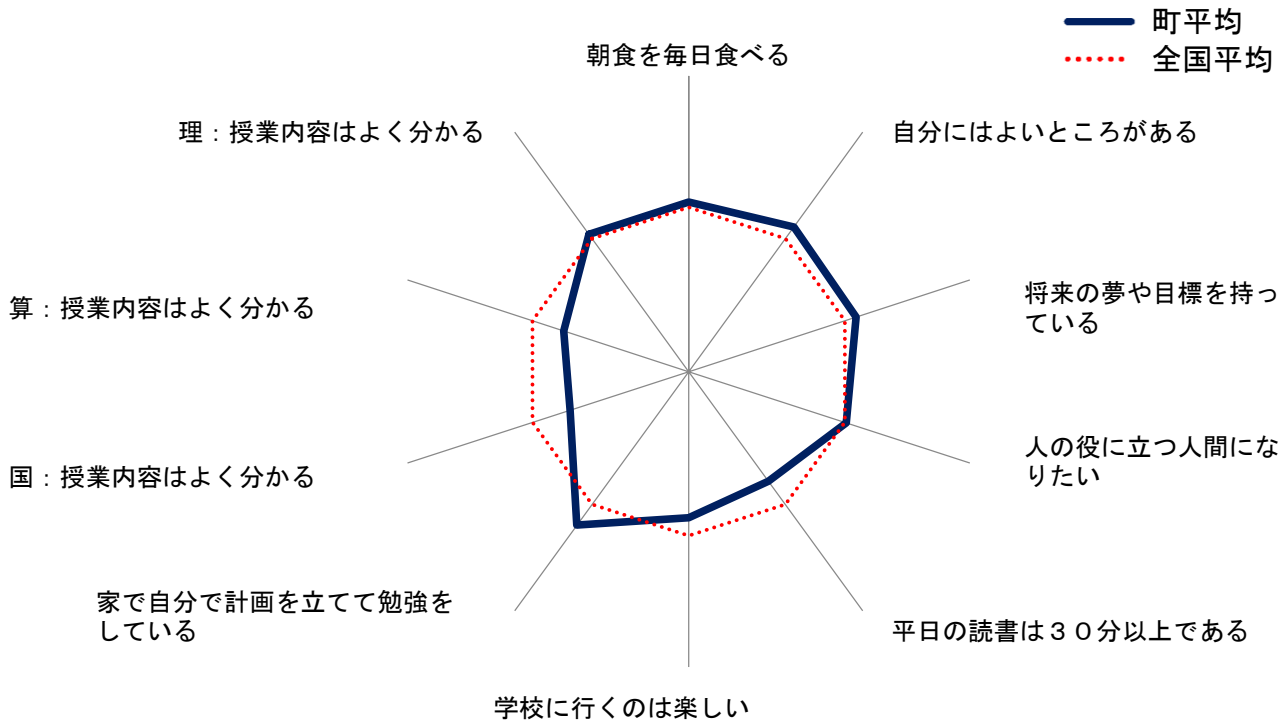 町平均
全国平均
朝食を毎日食べる
自分にはよいところがある
将来の夢や目標を持っ
ている
人の役に立つ人間にな
りたい
平日の読書は３０分以上である
学校に行くのは楽しい
家で自分で計画を立てて勉強を
している
国：授業内容はよく分かる
算：授業内容はよく分かる
理：授業内容はよく分かる